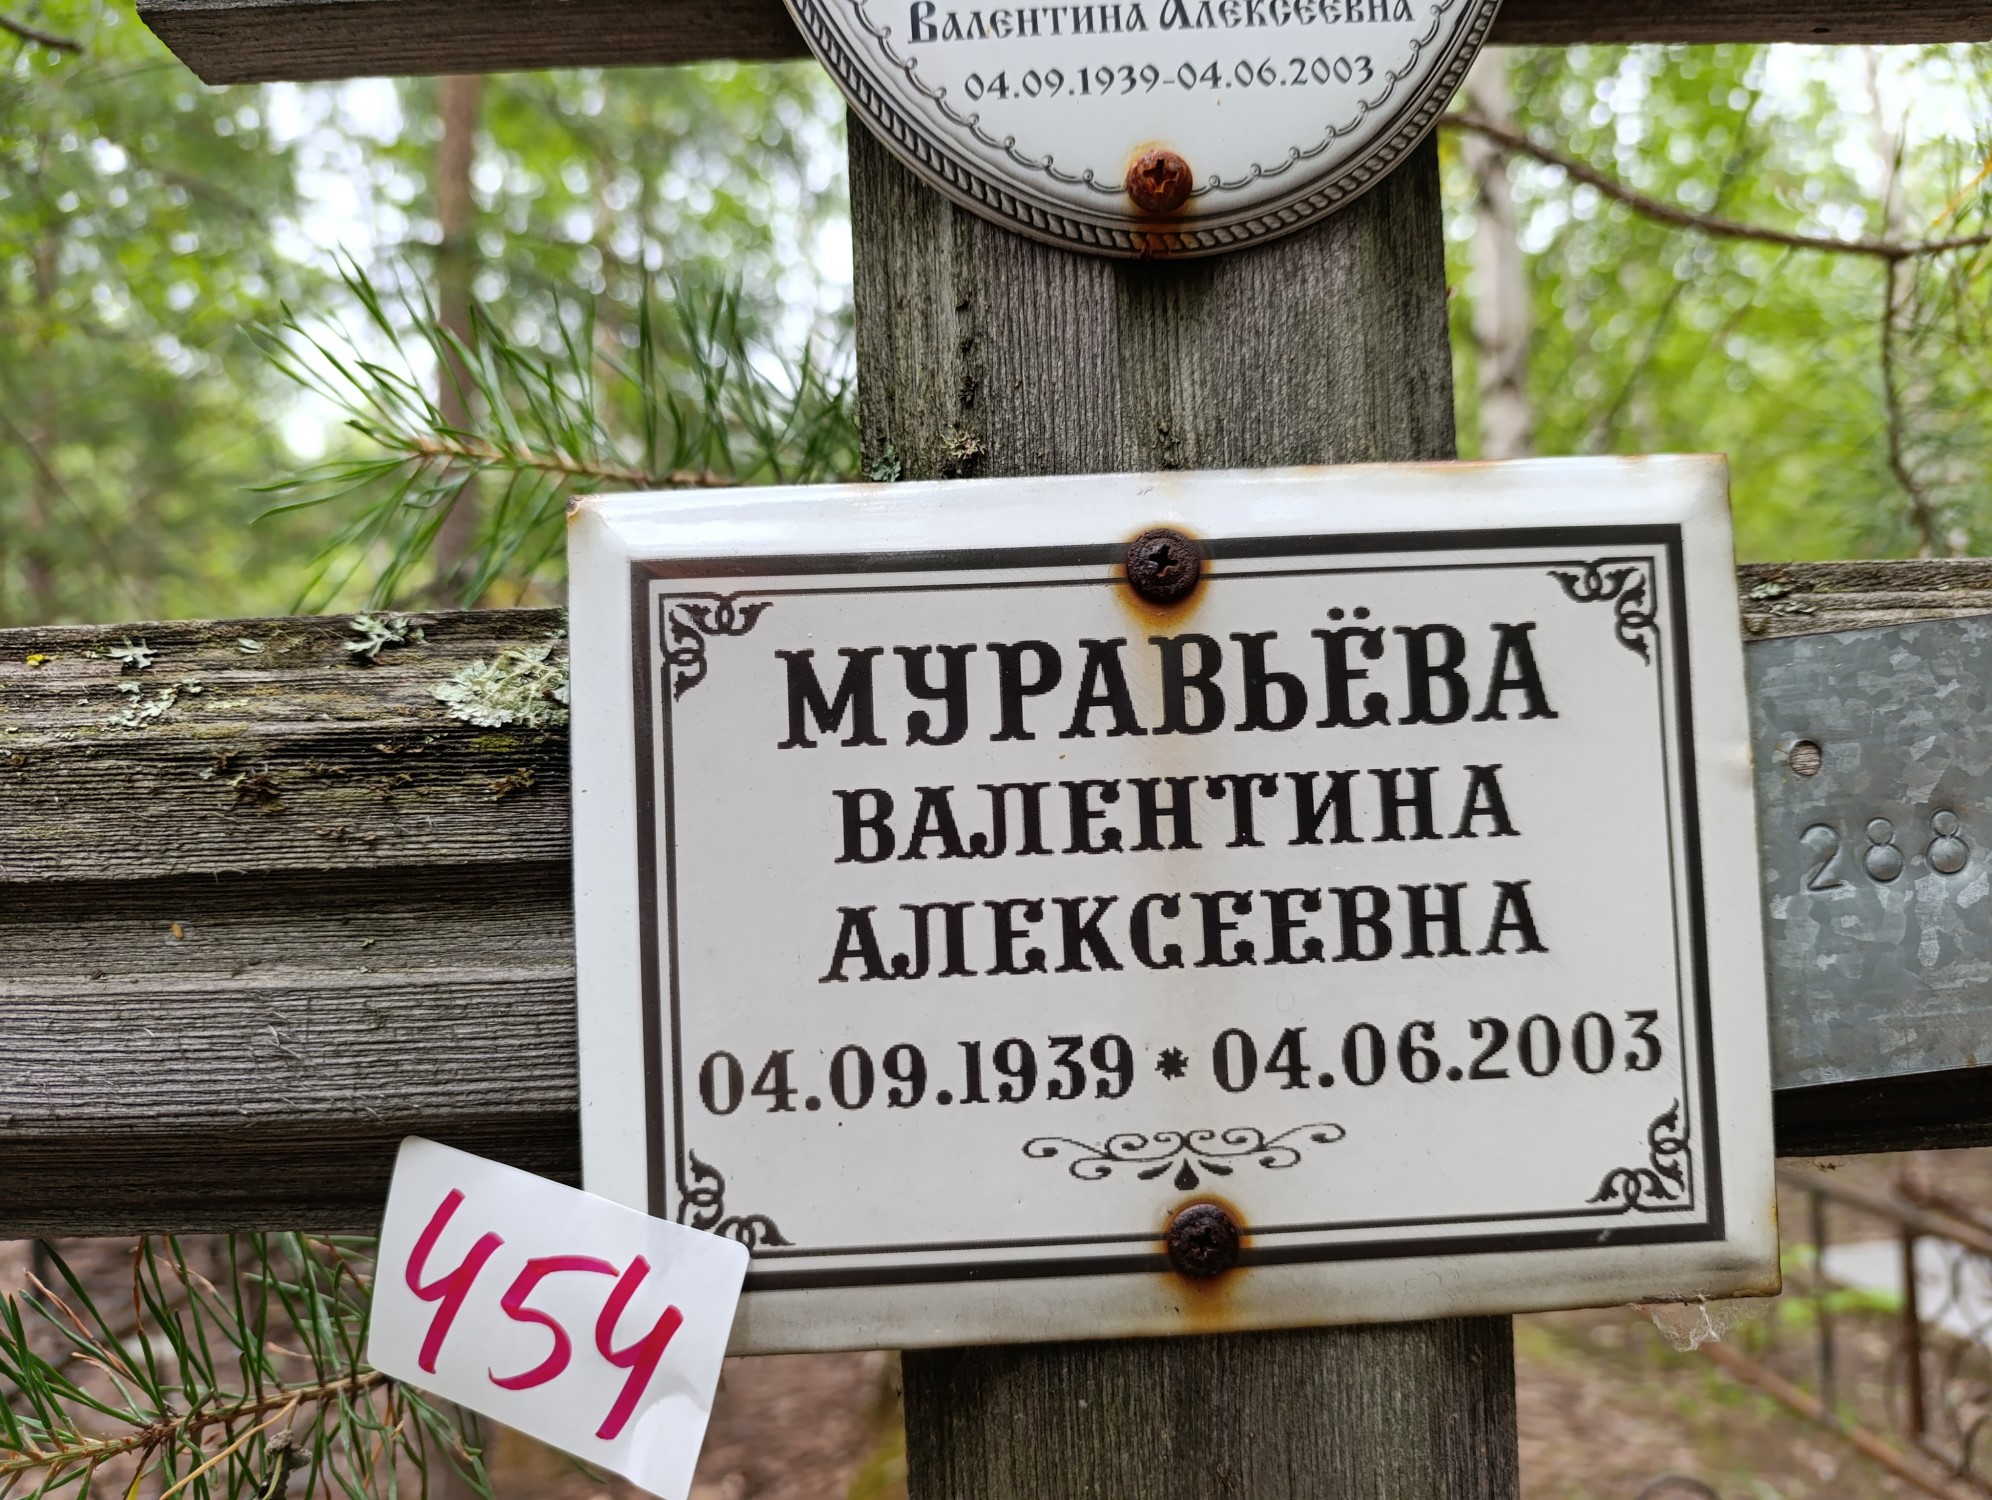 Валентина Алексеевна
04.09.1939-04.06.2003
МУРАВЬЁВА
ВАЛЕНТИНА
АЛЕКСЕЕВНА
04.09.1939 * 04.06.2003
288
454